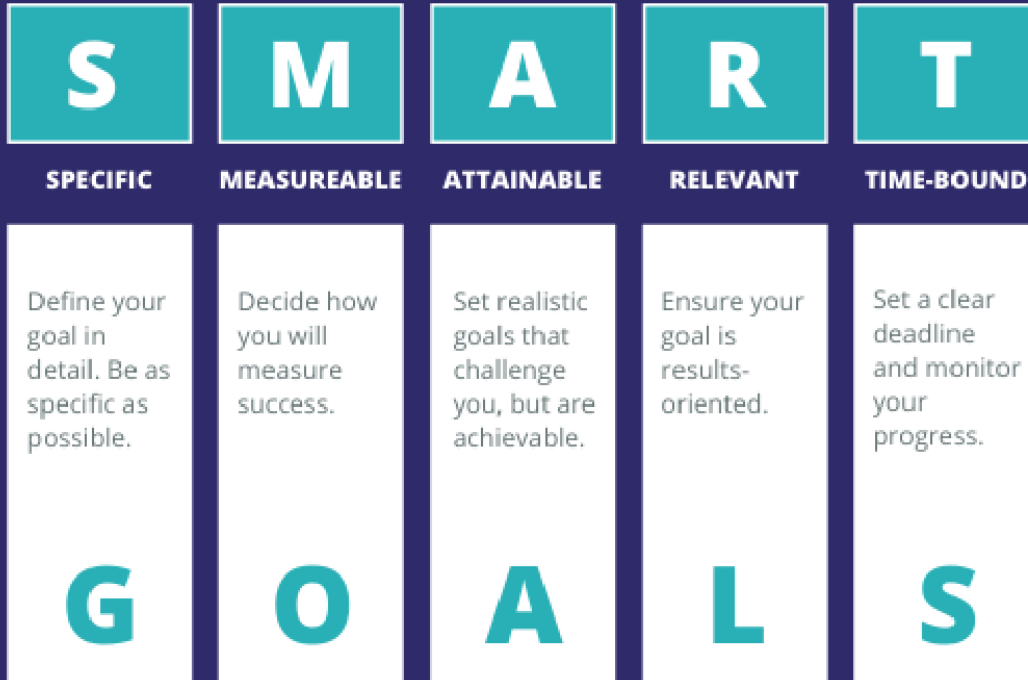 S
M
A
R
T
SPECIFIC
MEASUREABLE
ATTAINABLE
RELEVANT
TIME-BOUND
Define your
goal in
detail. Be as
specific as
possible.
Decide how
you will
measure
success.
Set realistic
goals that
challenge
you, but are
achievable.
Ensure your
goal is
results-
oriented.
Set a clear
deadline
and monitor
your
progress.
G
O
A
L
S